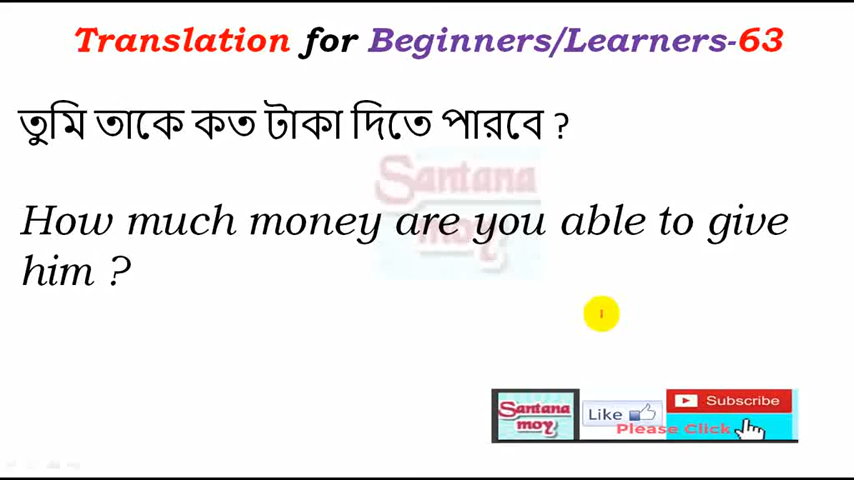 Translation for Beginners/Learners-63
তুমি তাকে কত টাকা দিতে পারবে ?
Santana
moy
How much money are you able to give
him ?
Santana
moy
Like
Subscribe
Please Click